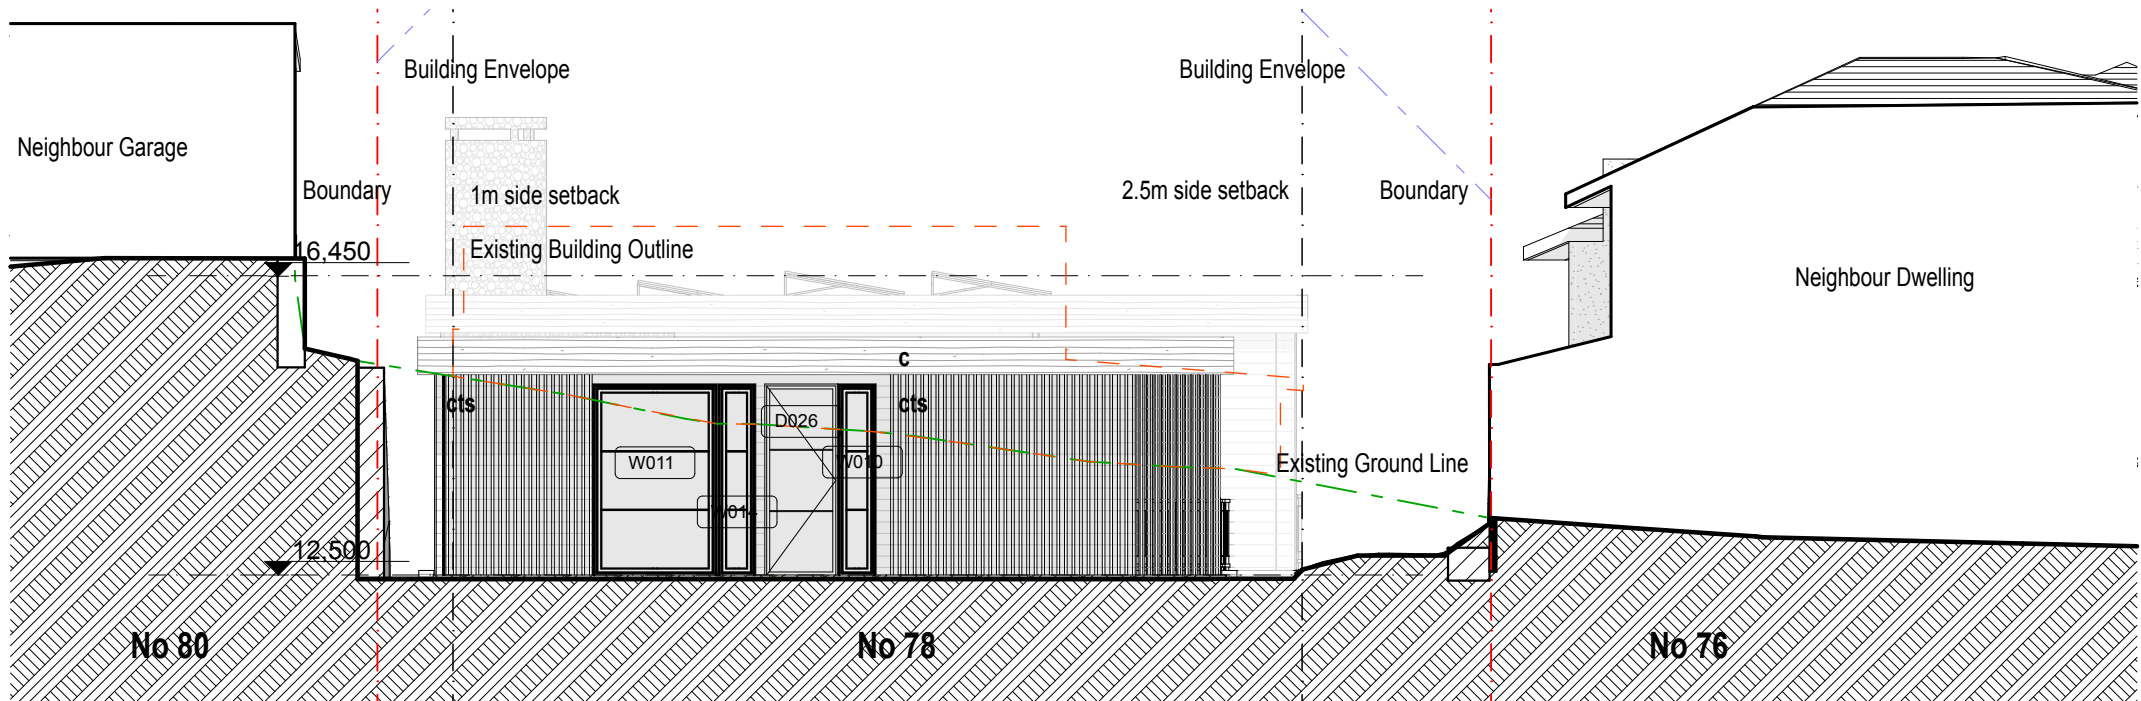 Building Envelope
Building Envelope
Neighbour Garage
Boundary
1m side setback
2.5m side setback
Boundary
16,450
Existing Building Outline
Neighbour Dwelling
c
cts
cts
D026
W011
W010
Existing Ground Line
W014
12,500
No 80
No 78
No 76